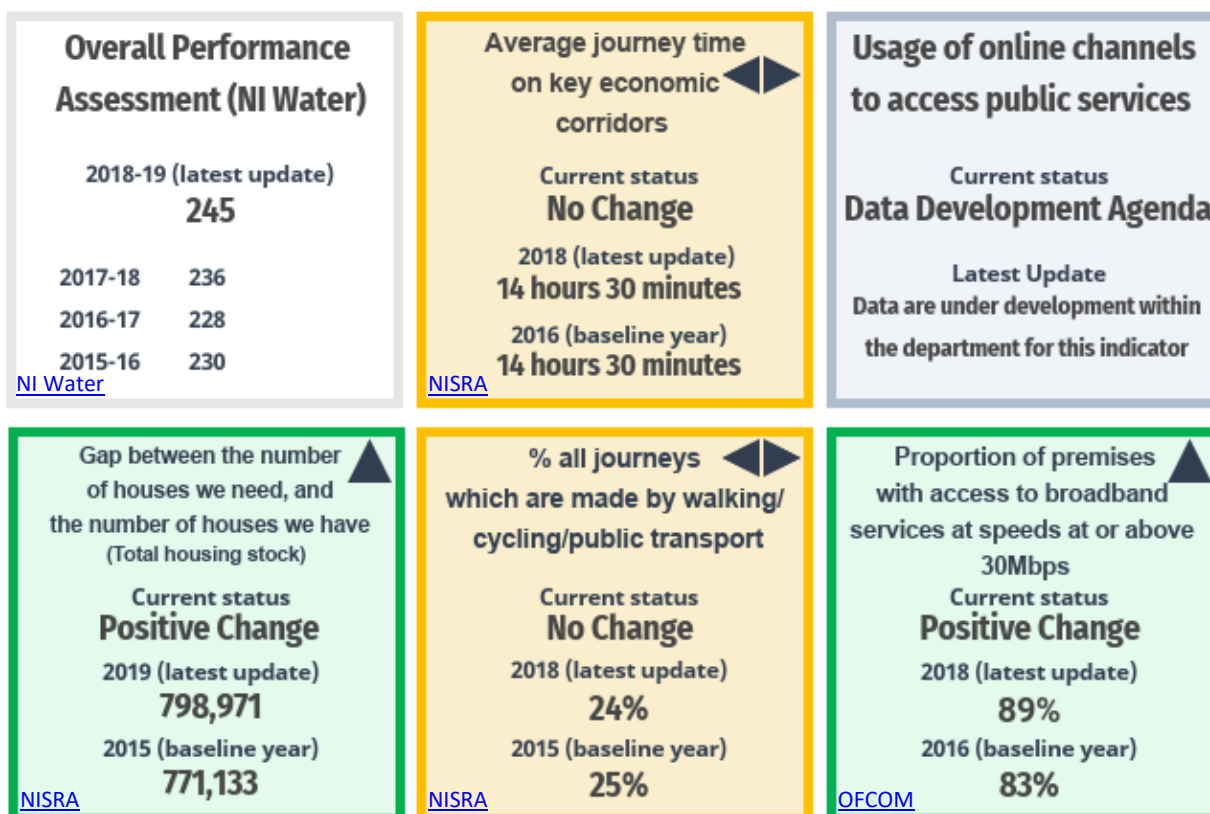 Overall Performance
Assessment (NI Water)
2018-19 (latest update)
245
2017-18 236
2016-17 228
2015-16 230
NI Water
Average journey time
on key economic
corridors
Current status
No Change
2018 (latest update)
14 hours 30 minutes
2016 (baseline year)
14 hours 30 minutes
NISRA
Usage of online channels
to access public services
Current status
Data Development Agenda
Latest Update
Data are under development within
the department for this indicator
Gap between the number
of houses we need, and
the number of houses we have
(Total housing stock)
Current status
Positive Change
2019 (latest update)
798,971
2015 (baseline year)
771,133
NISRA
% all journeys
which are made by walking/
cycling/public transport
Current status
No Change
2018 (latest update)
24%
2015 (baseline year)
25%
NISRA
Proportion of premises
with access to broadband
services at speeds at or above
30Mbps
Current status
Positive Change
2018 (latest update)
89%
2016 (baseline year)
83%
OFCOM